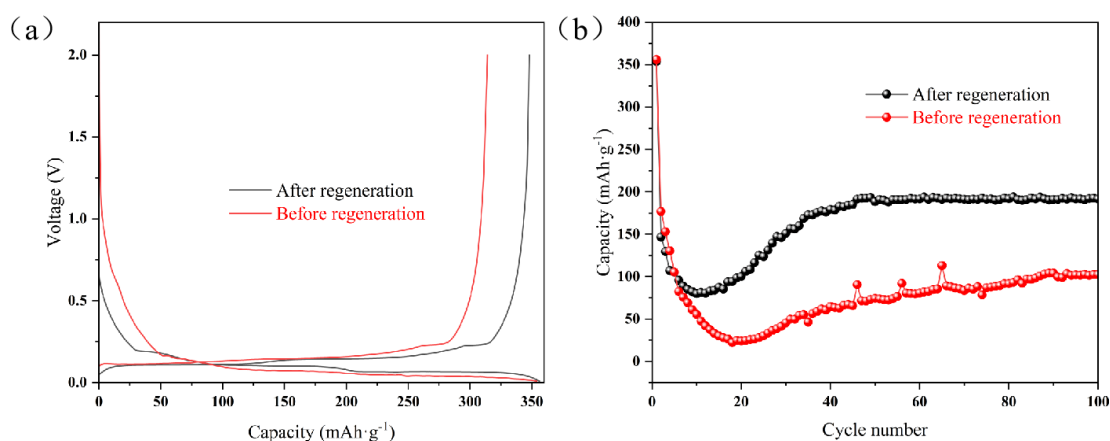 (a)
2.0
1.5
1.0
0.5
0.0
Voltage (V)
After regeneration
Before regeneration
0 50 100 150 200 250 300 350
Capacity (mAh·g⁻¹)
(b)
400
350
300
250
200
150
100
50
0
Capacity (mAh·g⁻¹)
After regeneration
Before regeneration
0 20 40 60 80 100
Cycle number